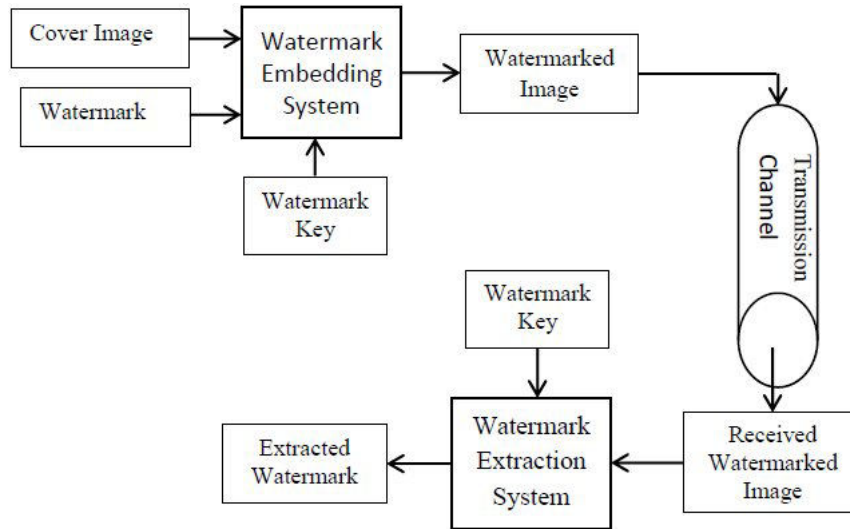 Cover Image
Watermark
Watermark
Embedding
System
Watermark
Key
Watermarked
Image
Transmission
Channel
Watermark
Key
Watermark
Extraction
System
Extracted
Watermark
Received
Watermarked
Image